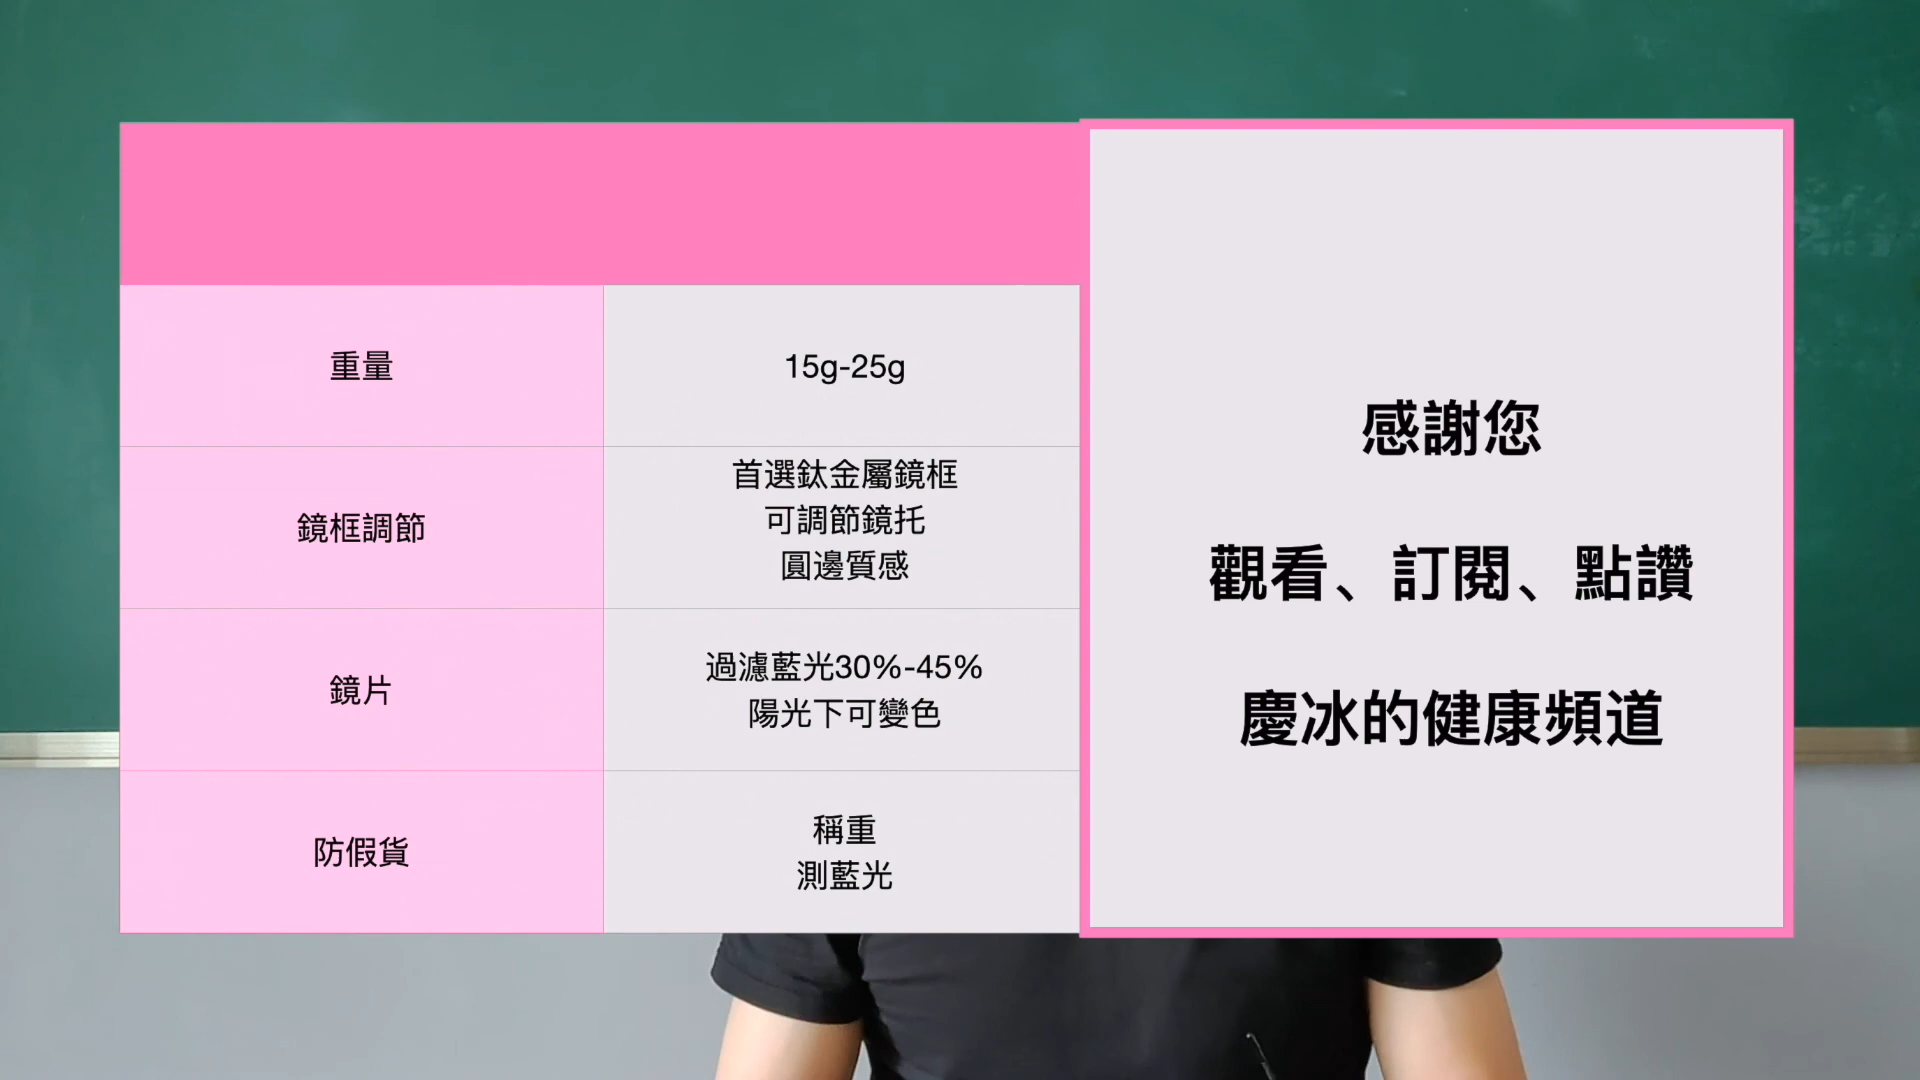 重量
15g-25g
鏡框調節
首選鈦金屬鏡框
可調節鏡托
圓邊質感
鏡片
過濾藍光30%-45%
陽光下可變色
防假貨
稱重
測藍光
感謝您
觀看、訂閱、點讚
慶冰的健康頻道